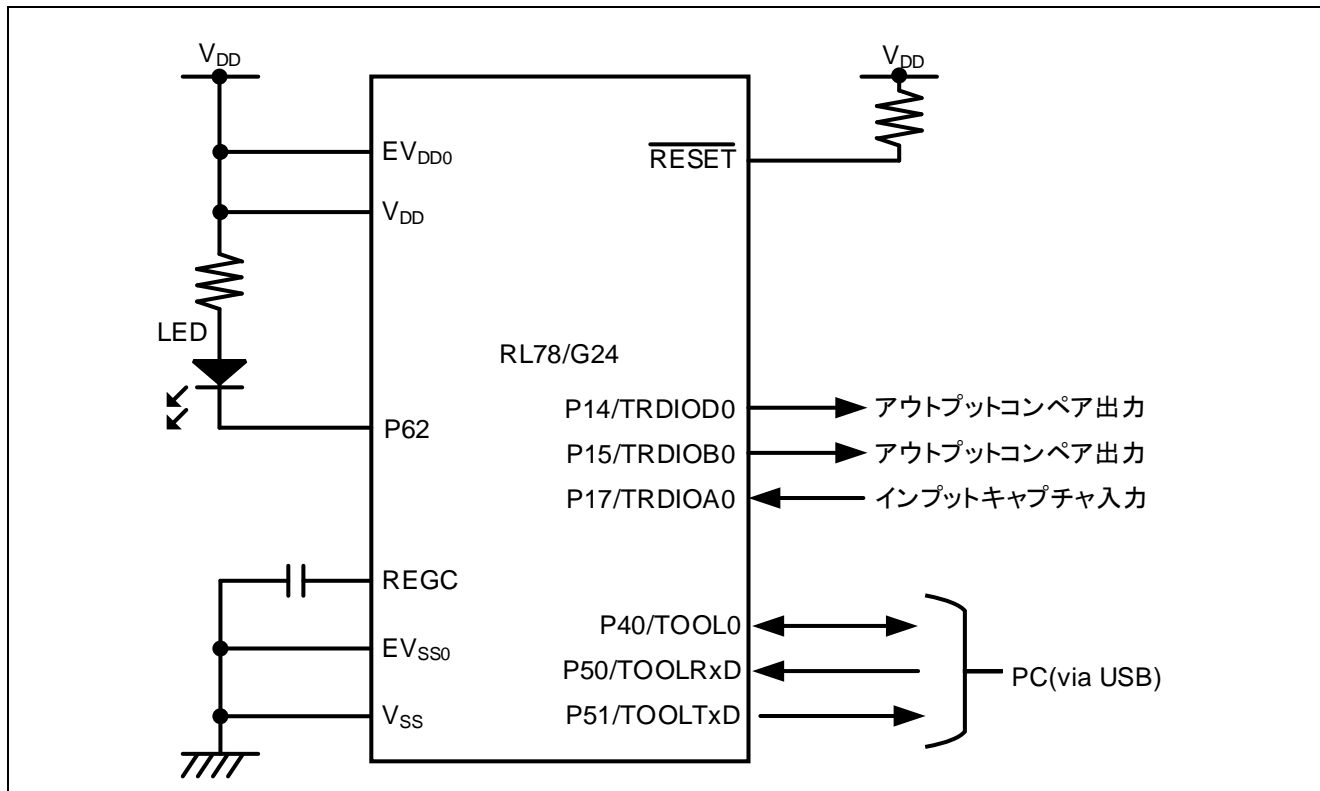 VDD
VDD
EVDD0
RESET
VDD
LED
RL78/G24
P14/TRDIOD0
アウトプットコンペア出力
P62
P15/TRDIOB0
アウトプットコンペア出力
P17/TRDIOA0
インプットキャプチャ入力
REGC
P40/TOOL0
EVSS0
P50/TOOLRxD
PC(via USB)
VSS
P51/TOOLTxD